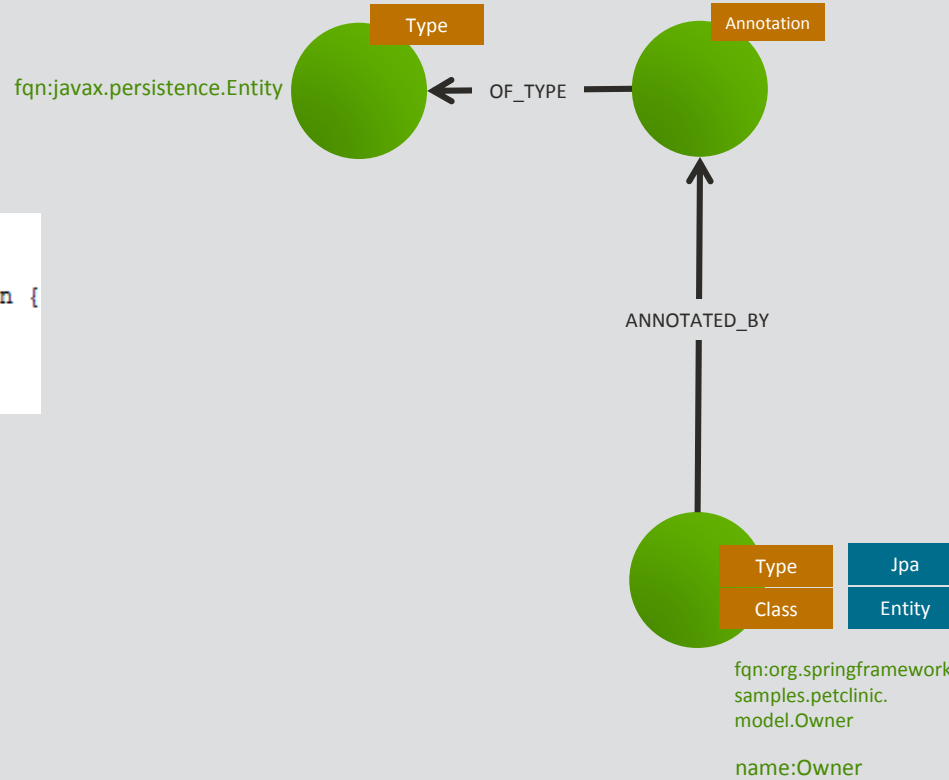 Type
Annotation
fqn:javax.persistence.Entity
OF_TYPE
n {
ANNOTATED_BY
Type
Jpa
Class
Entity
fqn:org.springframework
samples.petclinic.
model.Owner
name:Owner